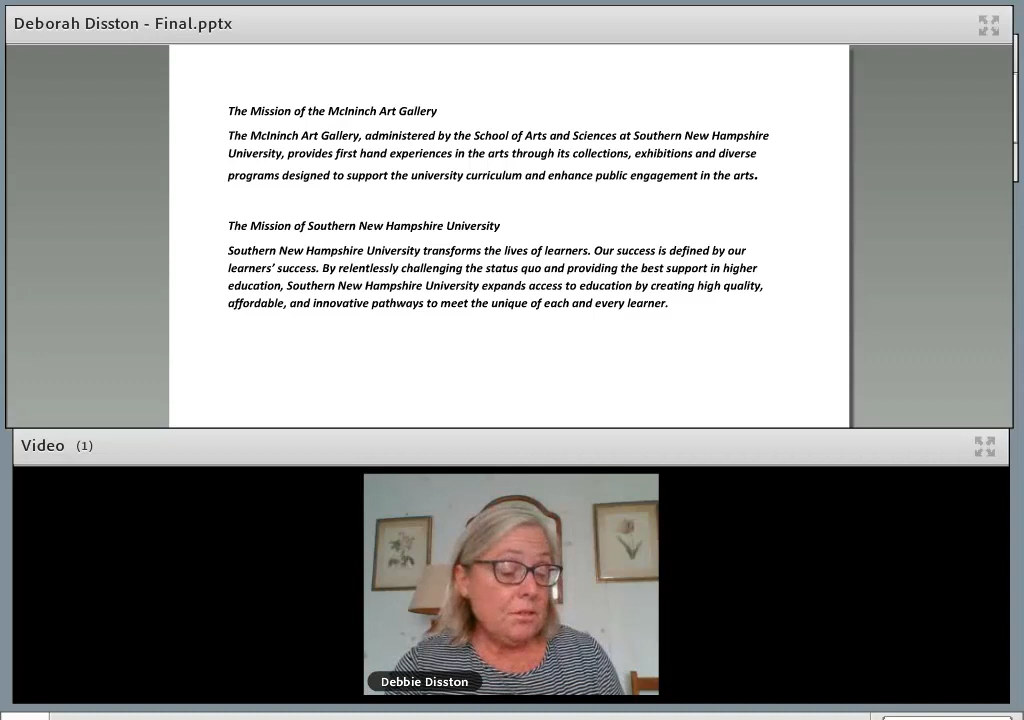 Deborah Disston - Final.pptx
The Mission of the McIninch Art Gallery
The McIninch Art Gallery, administered by the School of Arts and Sciences at Southern New Hampshire
University, provides first hand experiences in the arts through its collections, exhibitions and diverse
programs designed to support the university curriculum and enhance public engagement in the arts.
The Mission of Southern New Hampshire University
Southern New Hampshire University transforms the lives of learners. Our success is defined by our
learners’ success. By relentlessly challenging the status quo and providing the best support in higher
education, Southern New Hampshire University expands access to education by creating high quality,
affordable, and innovative pathways to meet the unique of each and every learner.
Video (1)
Debbie Disston